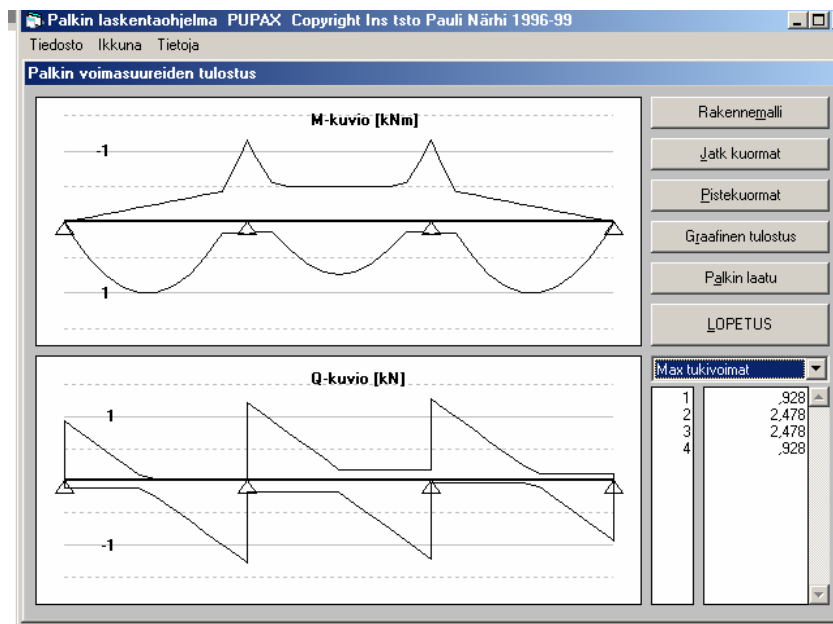 Palkin laskentaohjelma PUPAX Copyright Ins tsto Pauli Närhi 1996-99
Tiedosto Ikkuna Tietoja
Palkin voimasuureiden tulostus
M-kuvio [kNm]
-1
1
Q-kuvio [kN]
1
-1
Rakennemalli
Jatk kuormat
Pistekuormat
Graafinen tulostus
Palkin laatu
LOPETUS
Max tukivoimat
1 ,928
2 2,478
3 2,478
4 ,928